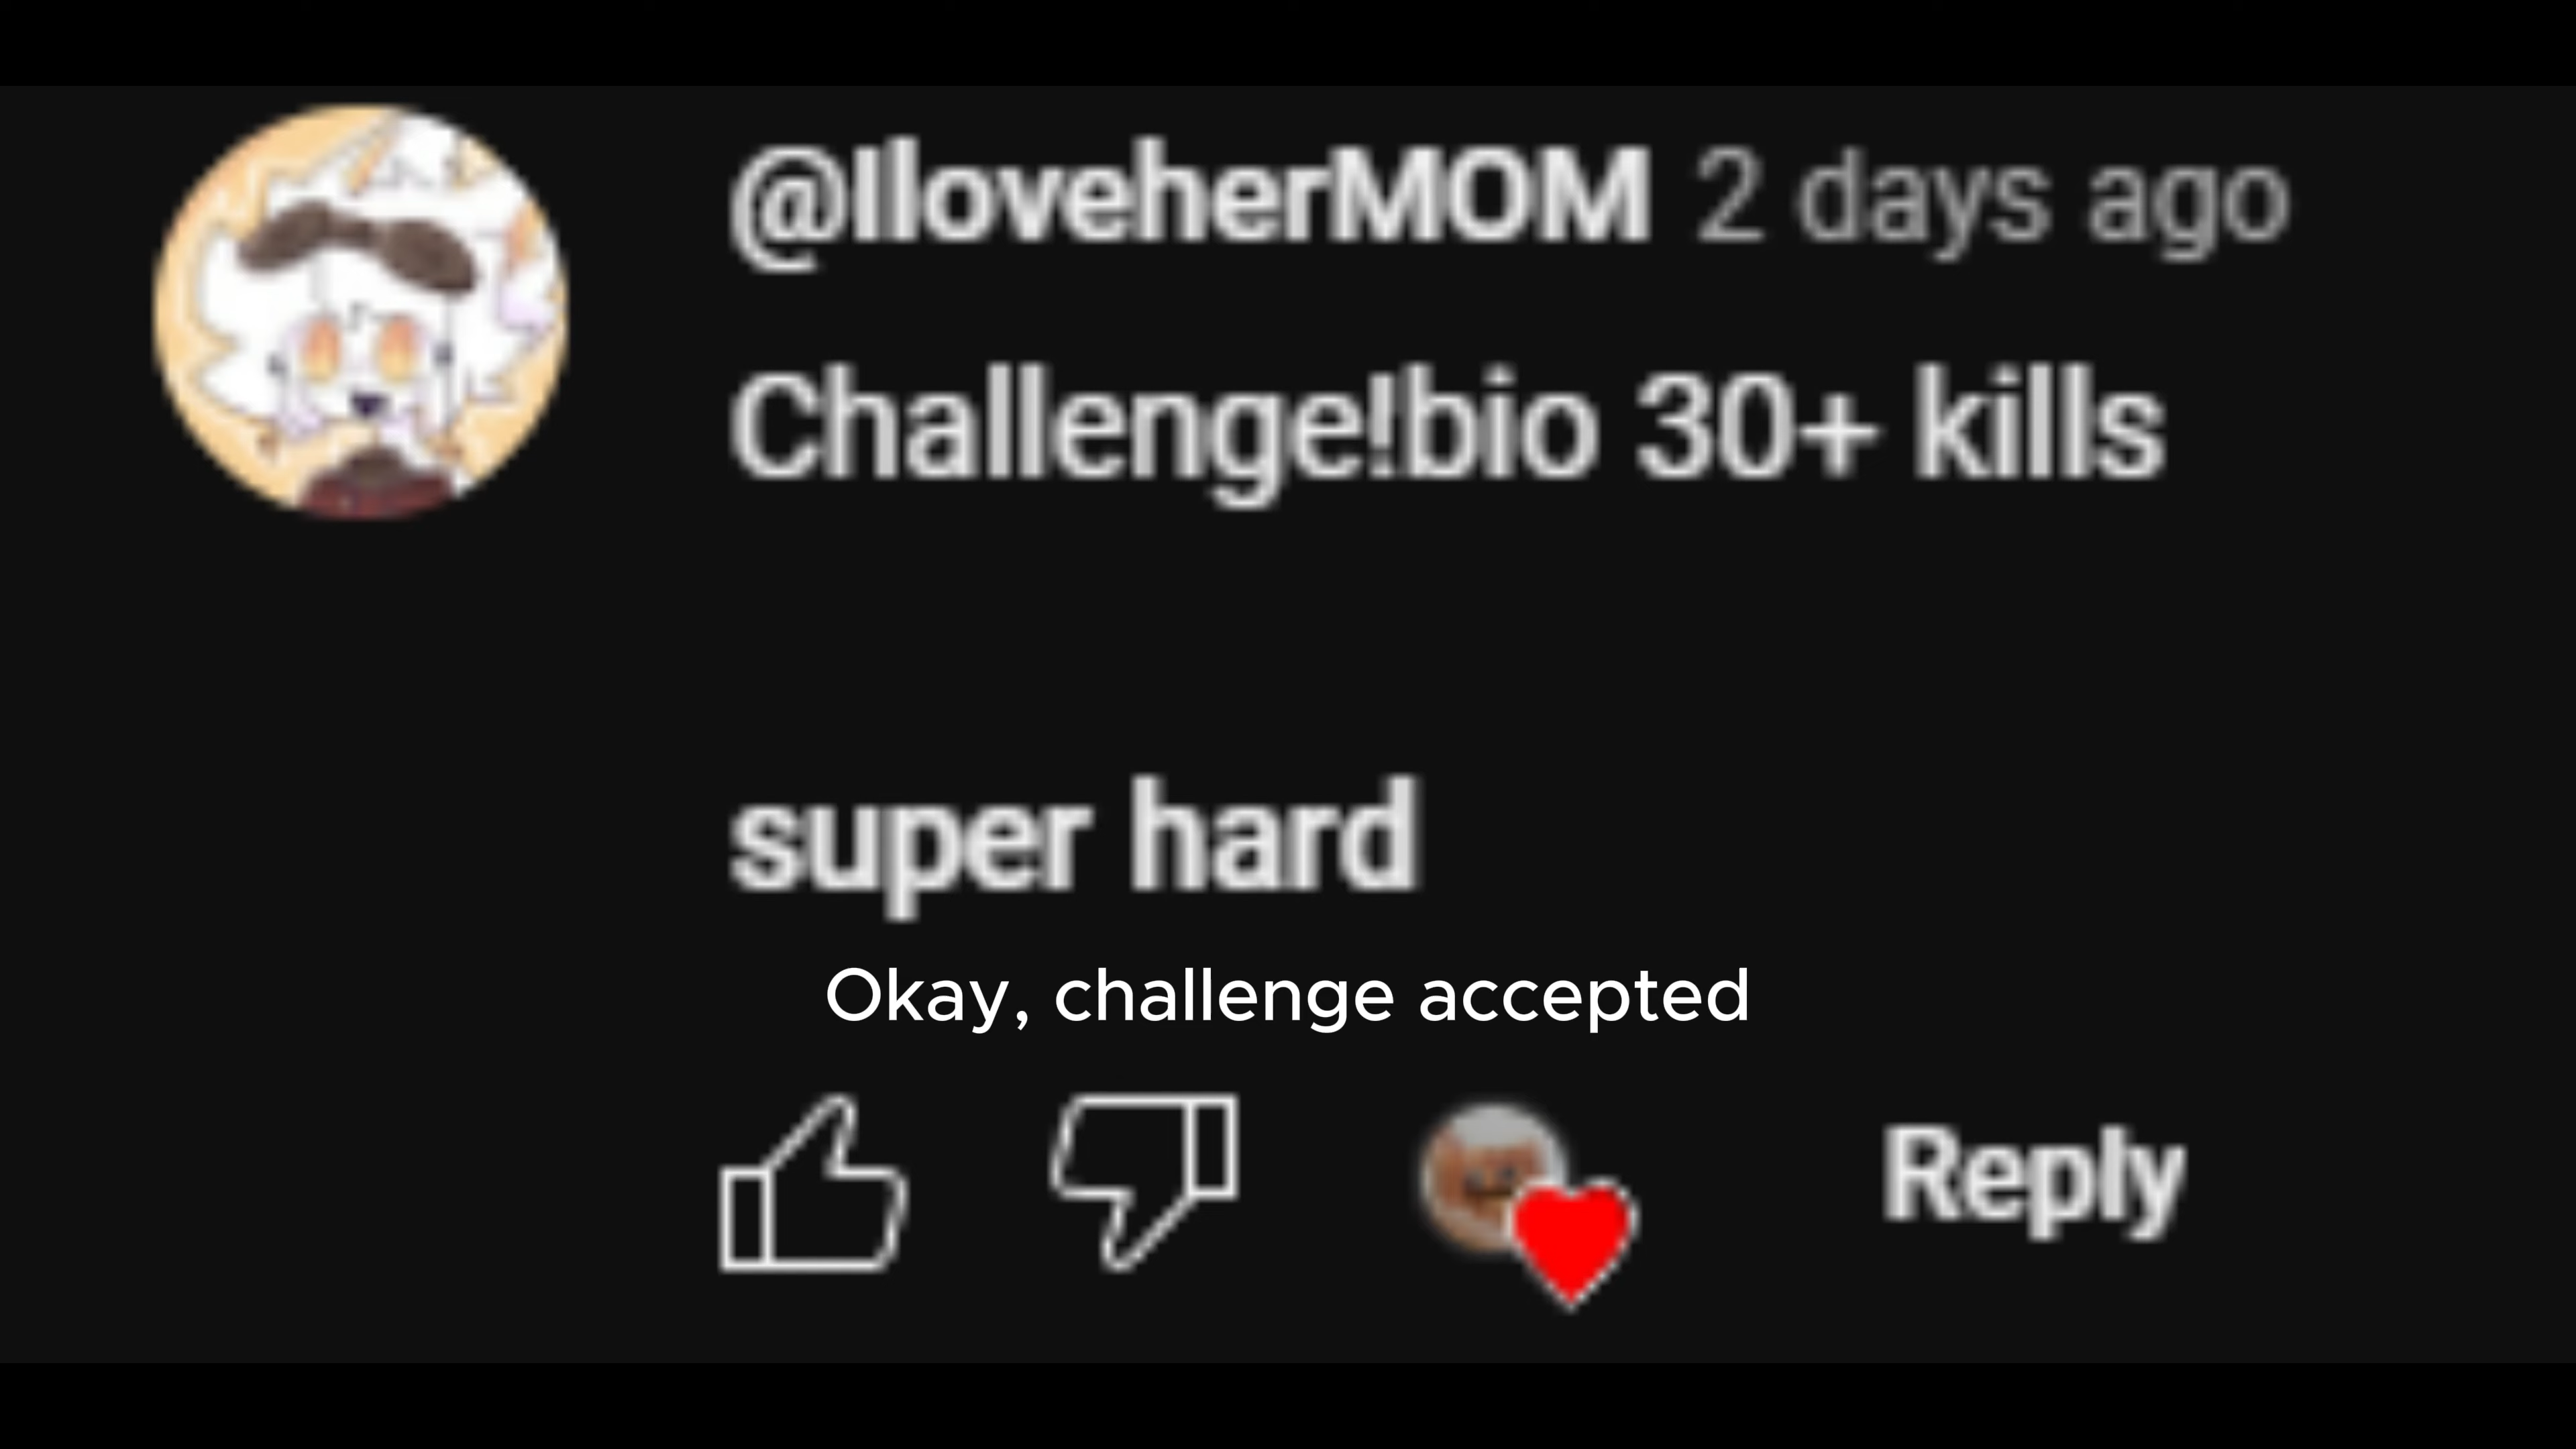 @IloveherMOM 2 days ago
Challenge!bio 30+ kills
super hard
Okay, challenge accepted
Reply